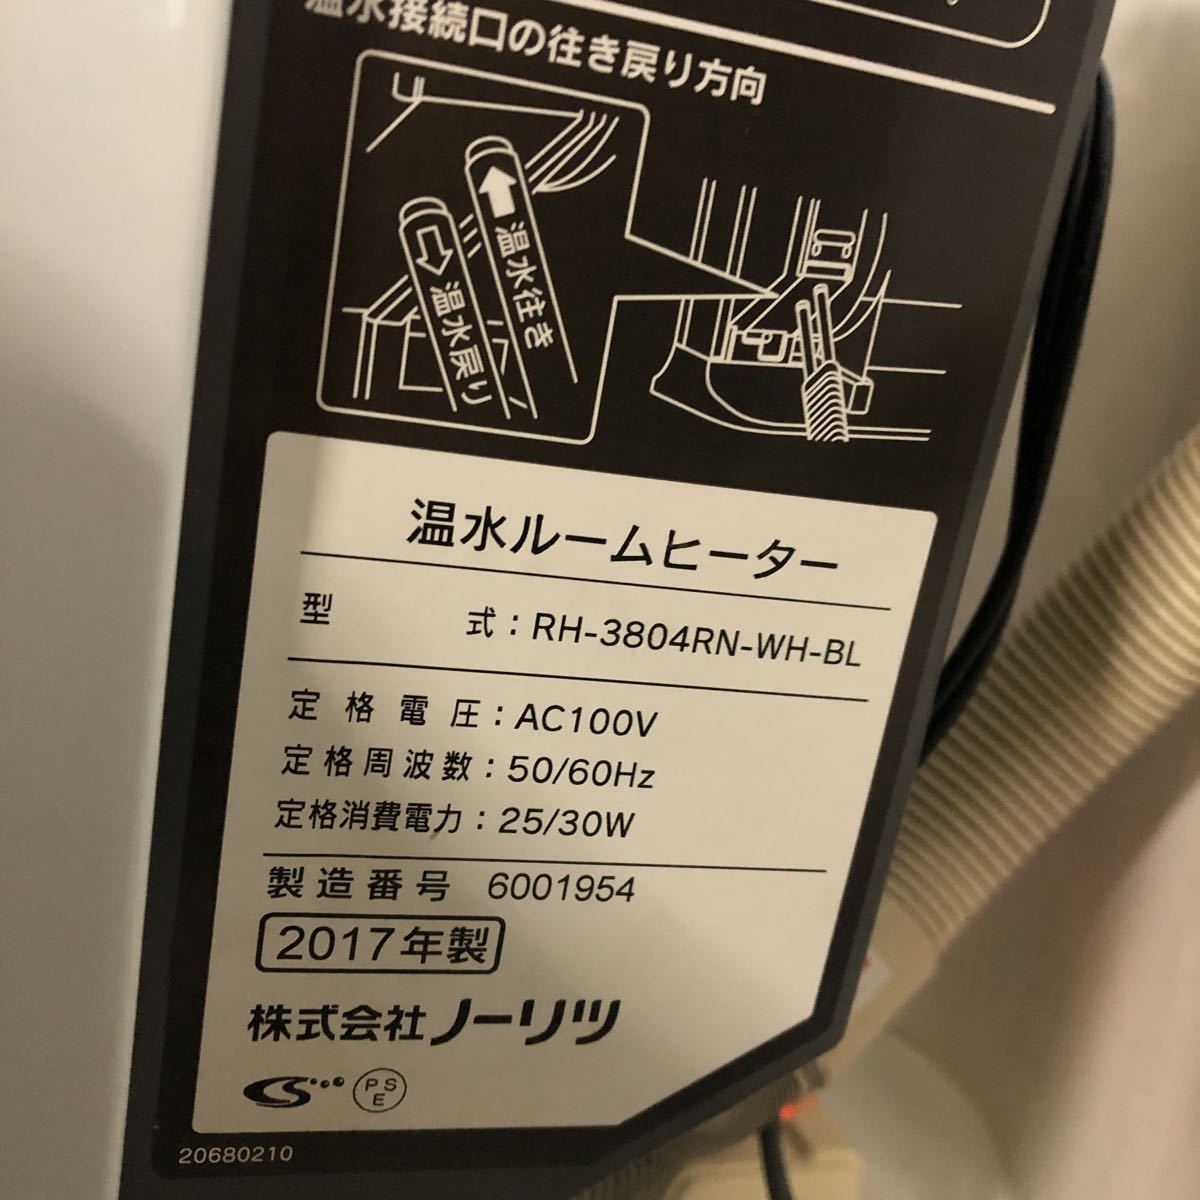 温水接続口の往き戻り方向
温水往き
温水戻り
温水ルームヒーター
型式：RH-3804RN-WH-BL
定格電圧：AC100V
定格周波数：50/60Hz
定格消費電力：25/30W
製造番号 6001954
2017年製
株式会社ノーリツ
PSE
20680210